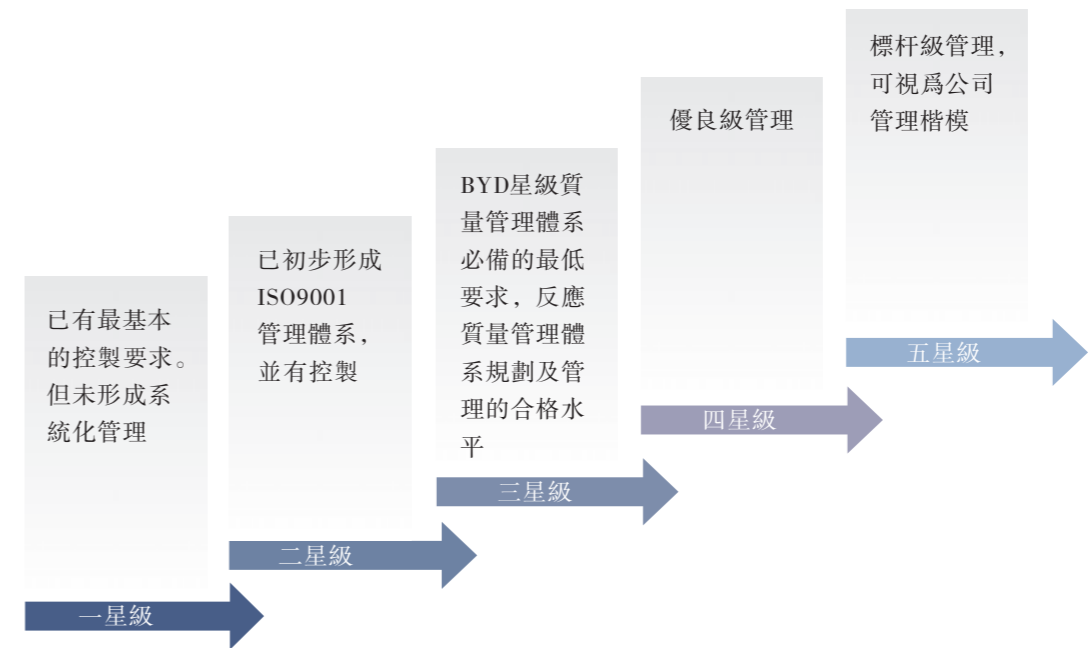 已有最基本
的控製要求。
但未形成系
統化管理
一星級
已初步形成
ISO9001
管理體系，
並有控製
二星級
BYD星級質
量管理體系
必備的最低
要求，反應
質量管理體
系規劃及管
理的合格水
平
三星級
優良級管理
四星級
標杆級管理，
可視爲公司
管理楷模
五星級